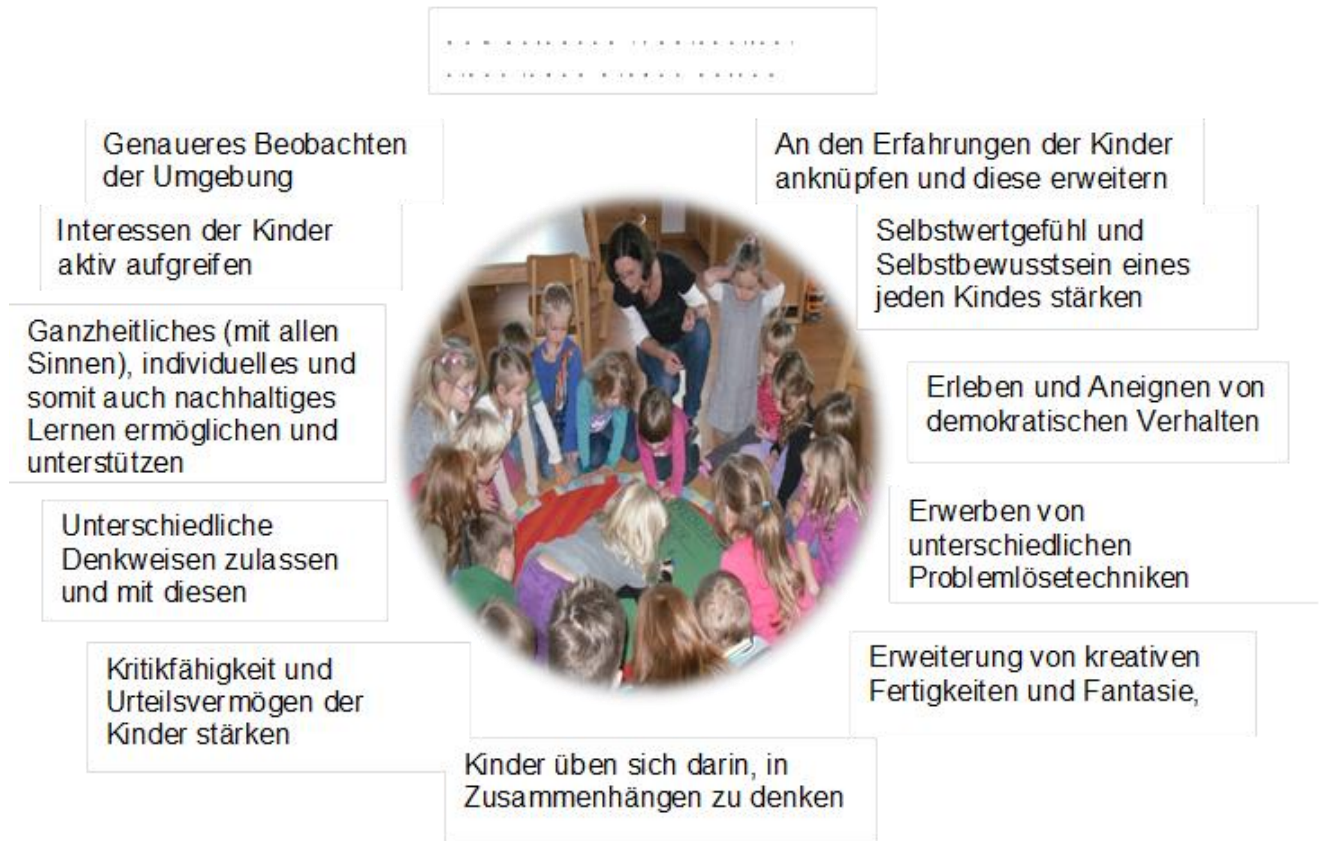 Genaueres Beobachten
der Umgebung
An den Erfahrungen der Kinder
anknüpfen und diese erweitern
Interessen der Kinder
aktiv aufgreifen
Selbstwertgefühl und
Selbstbewusstsein eines
jeden Kindes stärken
Ganzheitliches (mit allen
Sinnen), individuelles und
somit auch nachhaltiges
Lernen ermöglichen und
unterstützen
Erleben und Aneignen von
demokratischen Verhalten
Unterschiedliche
Denkweisen zulassen
und mit diesen
Erwerben von
unterschiedlichen
Problemlösetechniken
Kritikfähigkeit und
Urteilsvermögen der
Kinder stärken
Erweiterung von kreativen
Fertigkeiten und Fantasie,
Kinder üben sich darin, in
Zusammenhängen zu denken